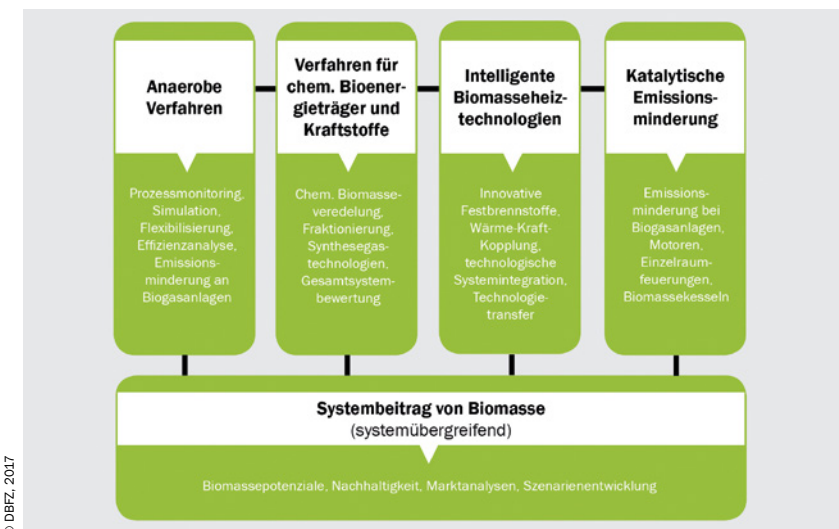 Anaerobe
Verfahren
Prozessmonitoring,
Simulation,
Flexibilisierung,
Effizienzanalyse,
Emissions-
minderung an
Biogasanlagen
Verfahren für
chem. Bioener-
gieträger und
Kraftstoffe
Chem. Biomasse-
veredelung,
Fraktionierung,
Synthesegas-
technologien,
Gesamtsystem-
bewertung
Intelligente
Biomasseheiz-
technologien
Innovative
Festbrennstoffe,
Wärme-Kraft-
Kopplung,
technologische
Systemintegration,
Technologie-
transfer
Katalytische
Emissions-
minderung
Emissions-
minderung bei
Biogasanlagen,
Motoren,
Einzelraum-
feuerungen,
Biomassekesseln
Systembeitrag von Biomasse
(systemübergreifend)
Biomassepotenziale, Nachhaltigkeit, Marktanalysen, Szenarienentwicklung
© DBFZ, 2017